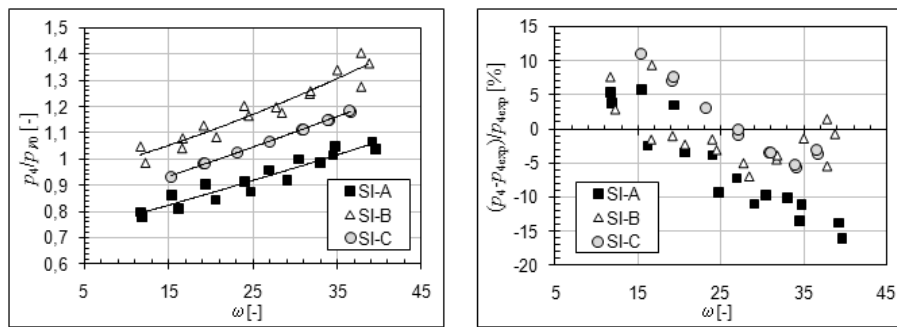 1,5
1,4
1,3
1,2
1,1
1
0,9
0,8
0,7
0,6
p4/pV0 [-]
SI-A
SI-B
SI-C
5 15 25 35 45
ω [-]
15
10
5
0
-5
-10
-15
-20
(p4-p4exp)/p4exp [%]
SI-A
SI-B
SI-C
5 15 25 35 45
ω [-]